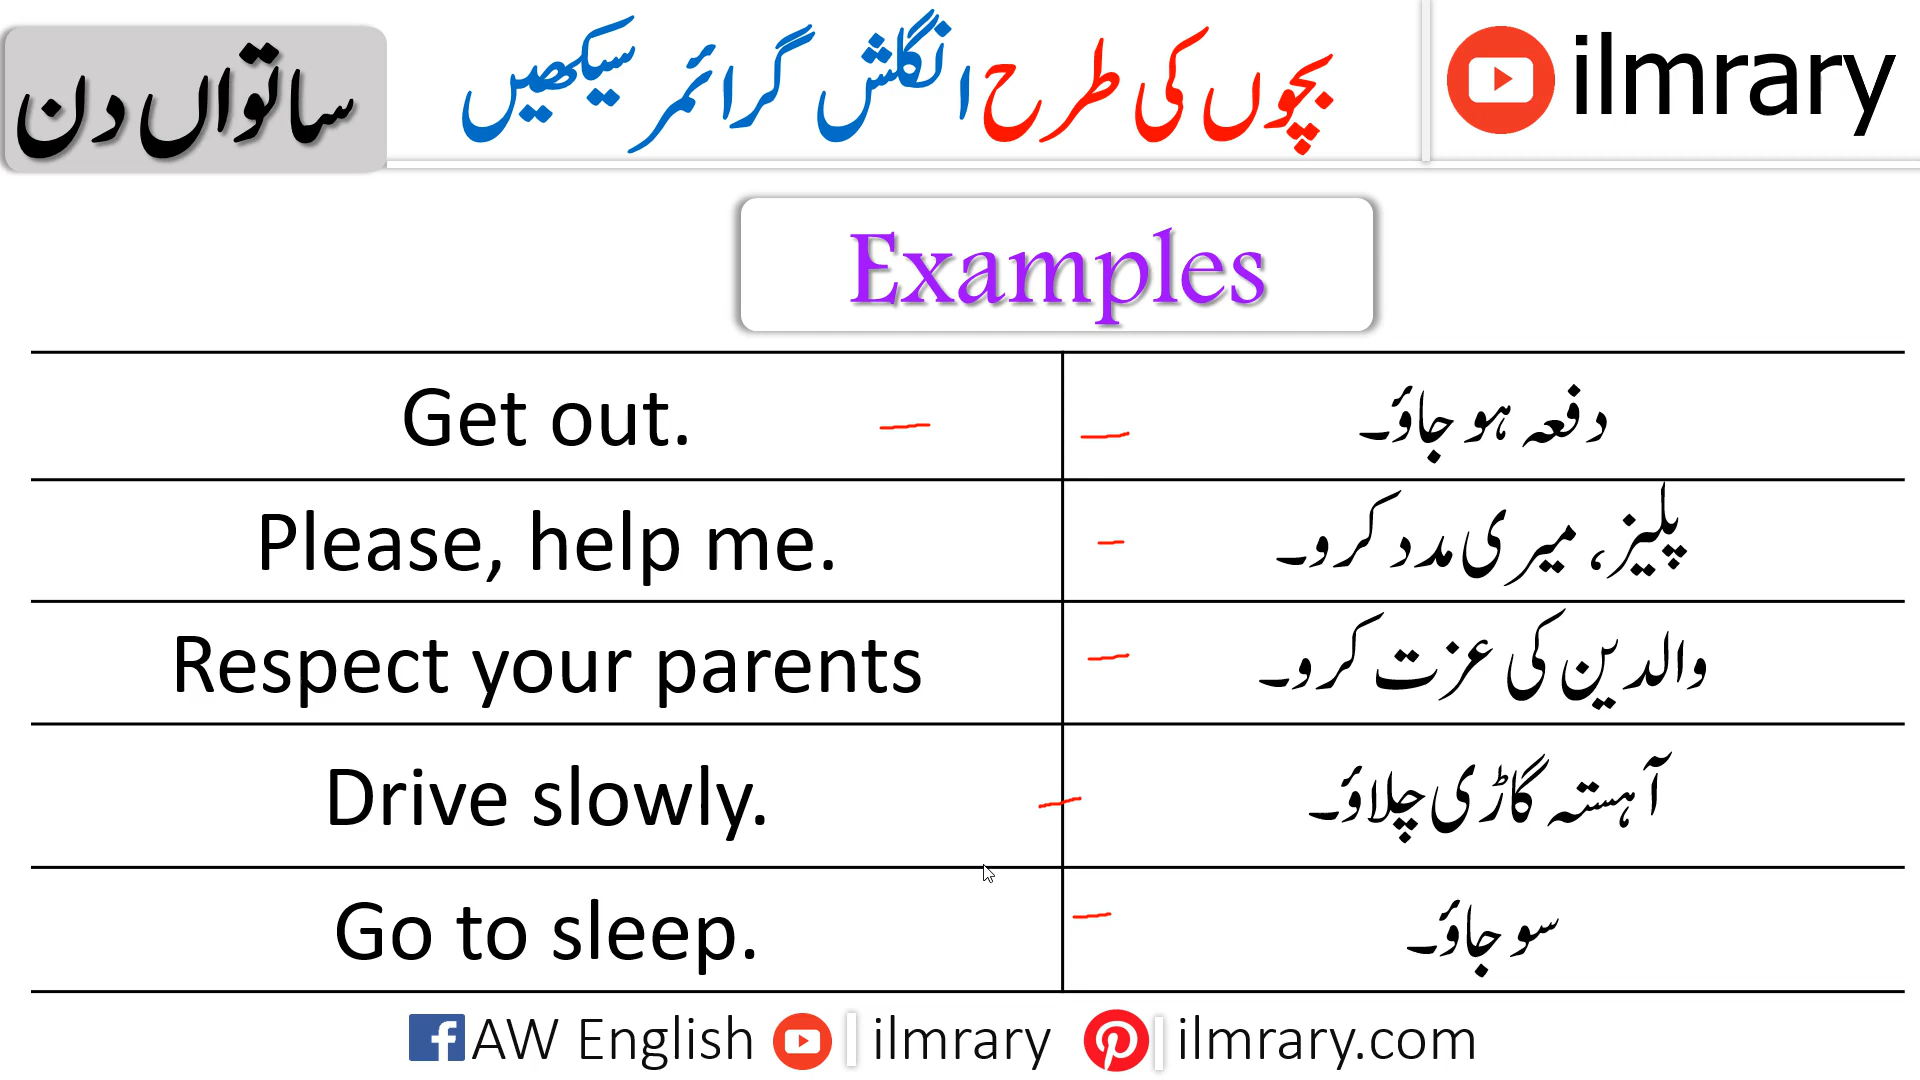 ساتواں دن
بچوں کی طرح انگلش گرائمر سیکھیں
ilmrary
Examples
Get out. دفعہ ہو جاؤ۔
Please, help me. پلیز، میری مدد کرو۔
Respect your parents والدین کی عزت کرو۔
Drive slowly. آہستہ گاڑی چلاؤ۔
Go to sleep. سو جاؤ۔
AW English ilmrary ilmrary.com